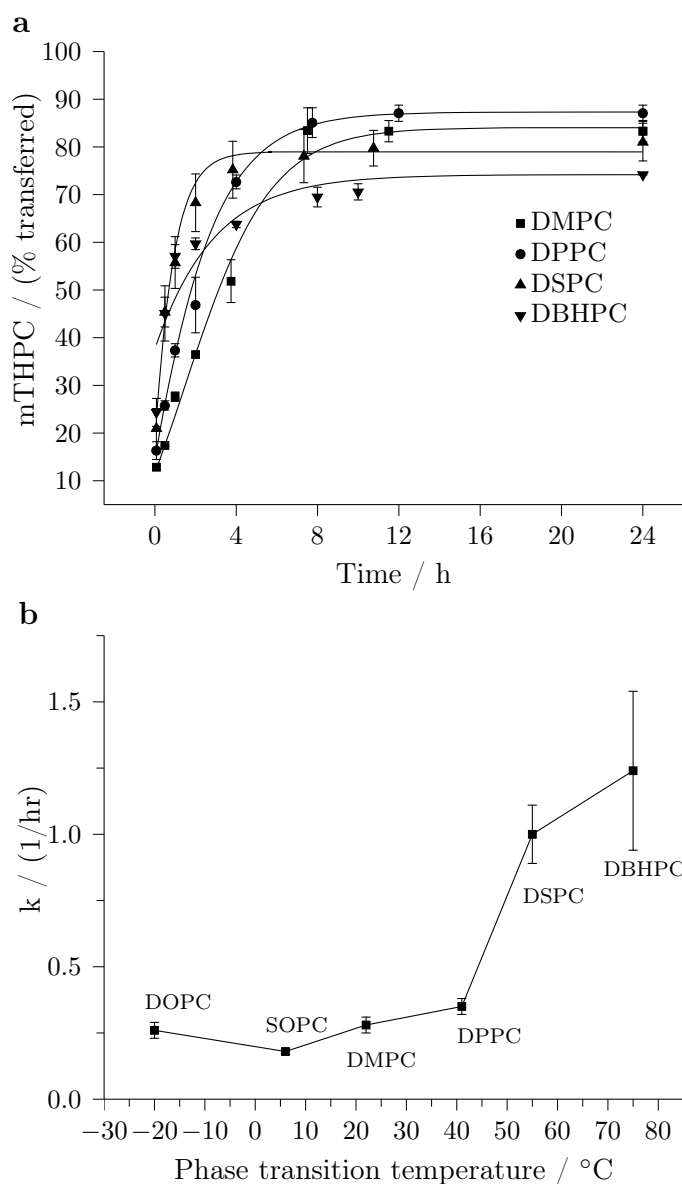 a
100
90
80
70
60
50
40
30
20
10
mTHPC / (% transferred)
DMPC
DPPC
DSPC
DBHPC
0 4 8 12 16 20 24
Time / h
b
1.5
1.0
0.5
0.0
k / (1/hr)
DOPC
SOPC
DMPC
DPPC
DSPC
DBHPC
−30 −20 −10 0 10 20 30 40 50 60 70 80
Phase transition temperature / °C